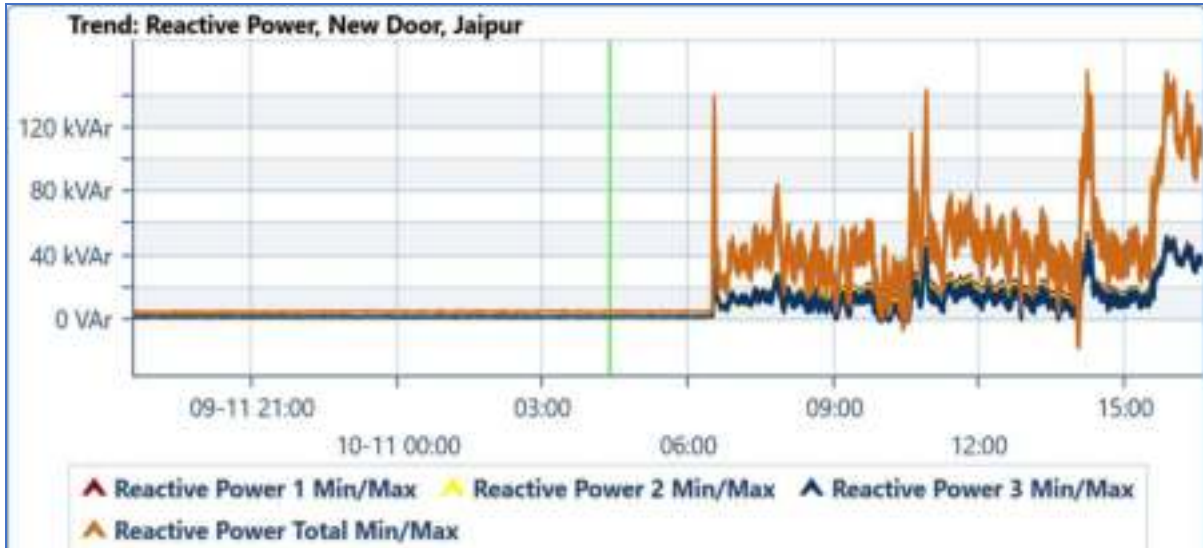 Trend: Reactive Power, New Door, Jaipur
120 kVAr
80 kVAr
40 kVAr
0 VAr
09-11 21:00 03:00 09:00 15:00
10-11 00:00 06:00 12:00
Reactive Power 1 Min/Max Reactive Power 2 Min/Max Reactive Power 3 Min/Max
Reactive Power Total Min/Max